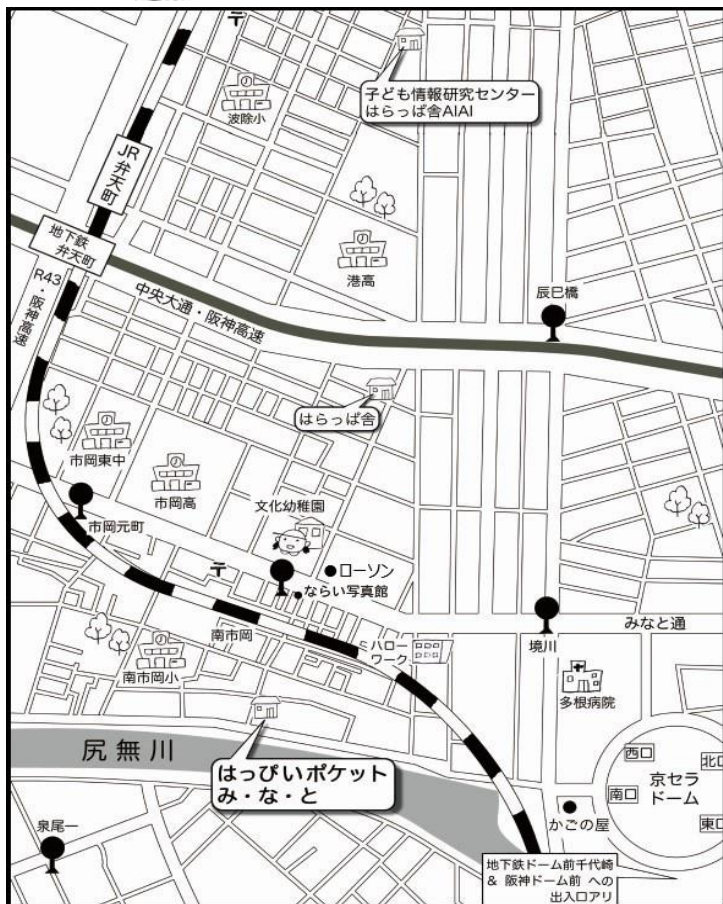 〒
波除小
子ども情報研究センター
はらっぱ舎AIAI
JR
弁天町
地下鉄
弁天町
港高
R43・阪神高速
中央大通・阪神高速
辰巳橋
はらっぱ舎
市岡東中
市岡高
市岡元町
文化幼稚園
〒
ローソン
ならい写真館
南市岡
ハロー
ワーク
境川
みなと通
南市岡小
多根病院
尻無川
はっぴいポケット
み・な・と
西口
北口
京セラ
ドーム
南口
東口
かごの屋
泉尾一
地下鉄ドーム前千代崎
& 阪神ドーム前 への
出入口アリ